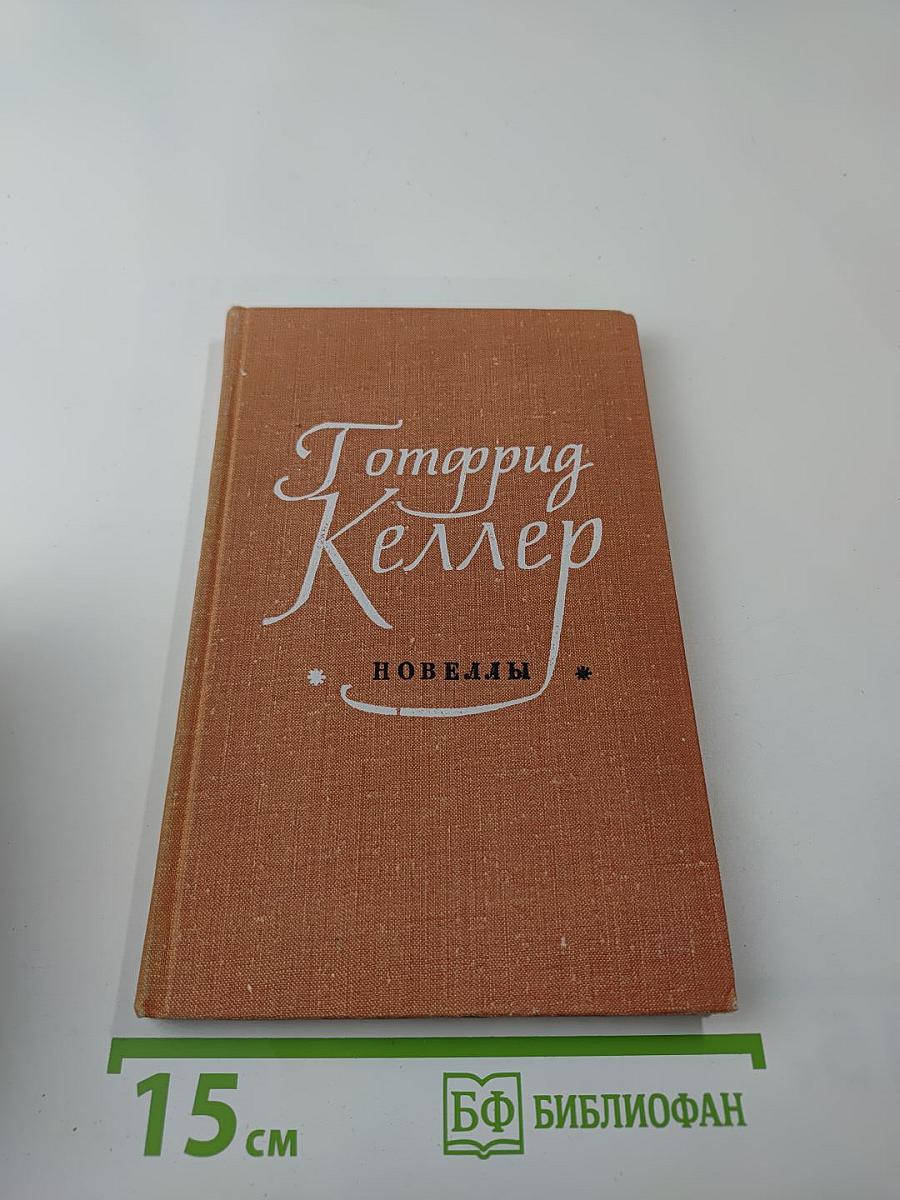 Готфрид
Келлер
* НОВЕЛЛЫ *
15 см
БФ БИБЛИОФАН